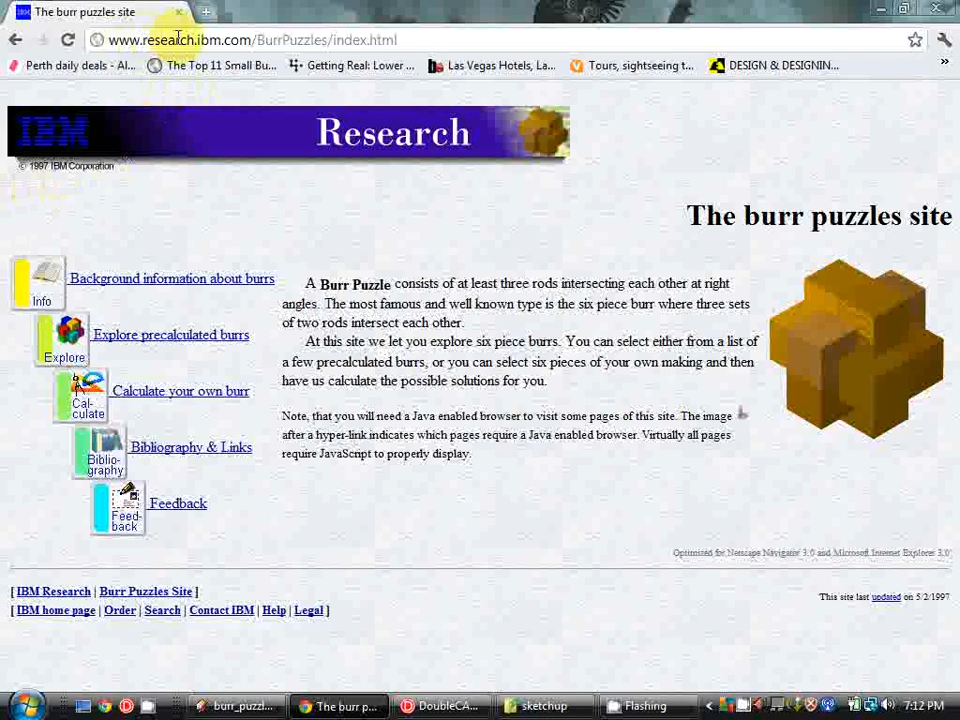 The burr puzzles site
www.research.ibm.com/BurrPuzzles/index.html
Perth daily deals - Al...
The Top 11 Small Bu...
Getting Real: Lower ...
Las Vegas Hotels, La...
Tours, sightseeing t...
DESIGN & DESIGNIN...
IBM Research
© 1997 IBM Corporation
The burr puzzles site
Info Background information about burrs
Explore Explore precalculated burrs
Cal-
culate Calculate your own burr
Biblio-
graphy Bibliography & Links
Feed-
back Feedback
A Burr Puzzle consists of at least three rods intersecting each other at right
angles. The most famous and well known type is the six piece burr where three sets
of two rods intersect each other.
At this site we let you explore six piece burrs. You can select either from a list of
a few precalculated burrs, or you can select six pieces of your own making and then
have us calculate the possible solutions for you.
Note, that you will need a Java enabled browser to visit some pages of this site. The image
after a hyper-link indicates which pages require a Java enabled browser. Virtually all pages
require JavaScript to properly display.
Optimized for Netscape Navigator 3.0 and Microsoft Internet Explorer 3.0
[ IBM Research | Burr Puzzles Site ]
[ IBM home page | Order | Search | Contact IBM | Help | Legal ]
This site last updated on 5/2/1997
burr_puzzl...
The burr p...
DoubleCA...
sketchup
Flashing
7:12 PM